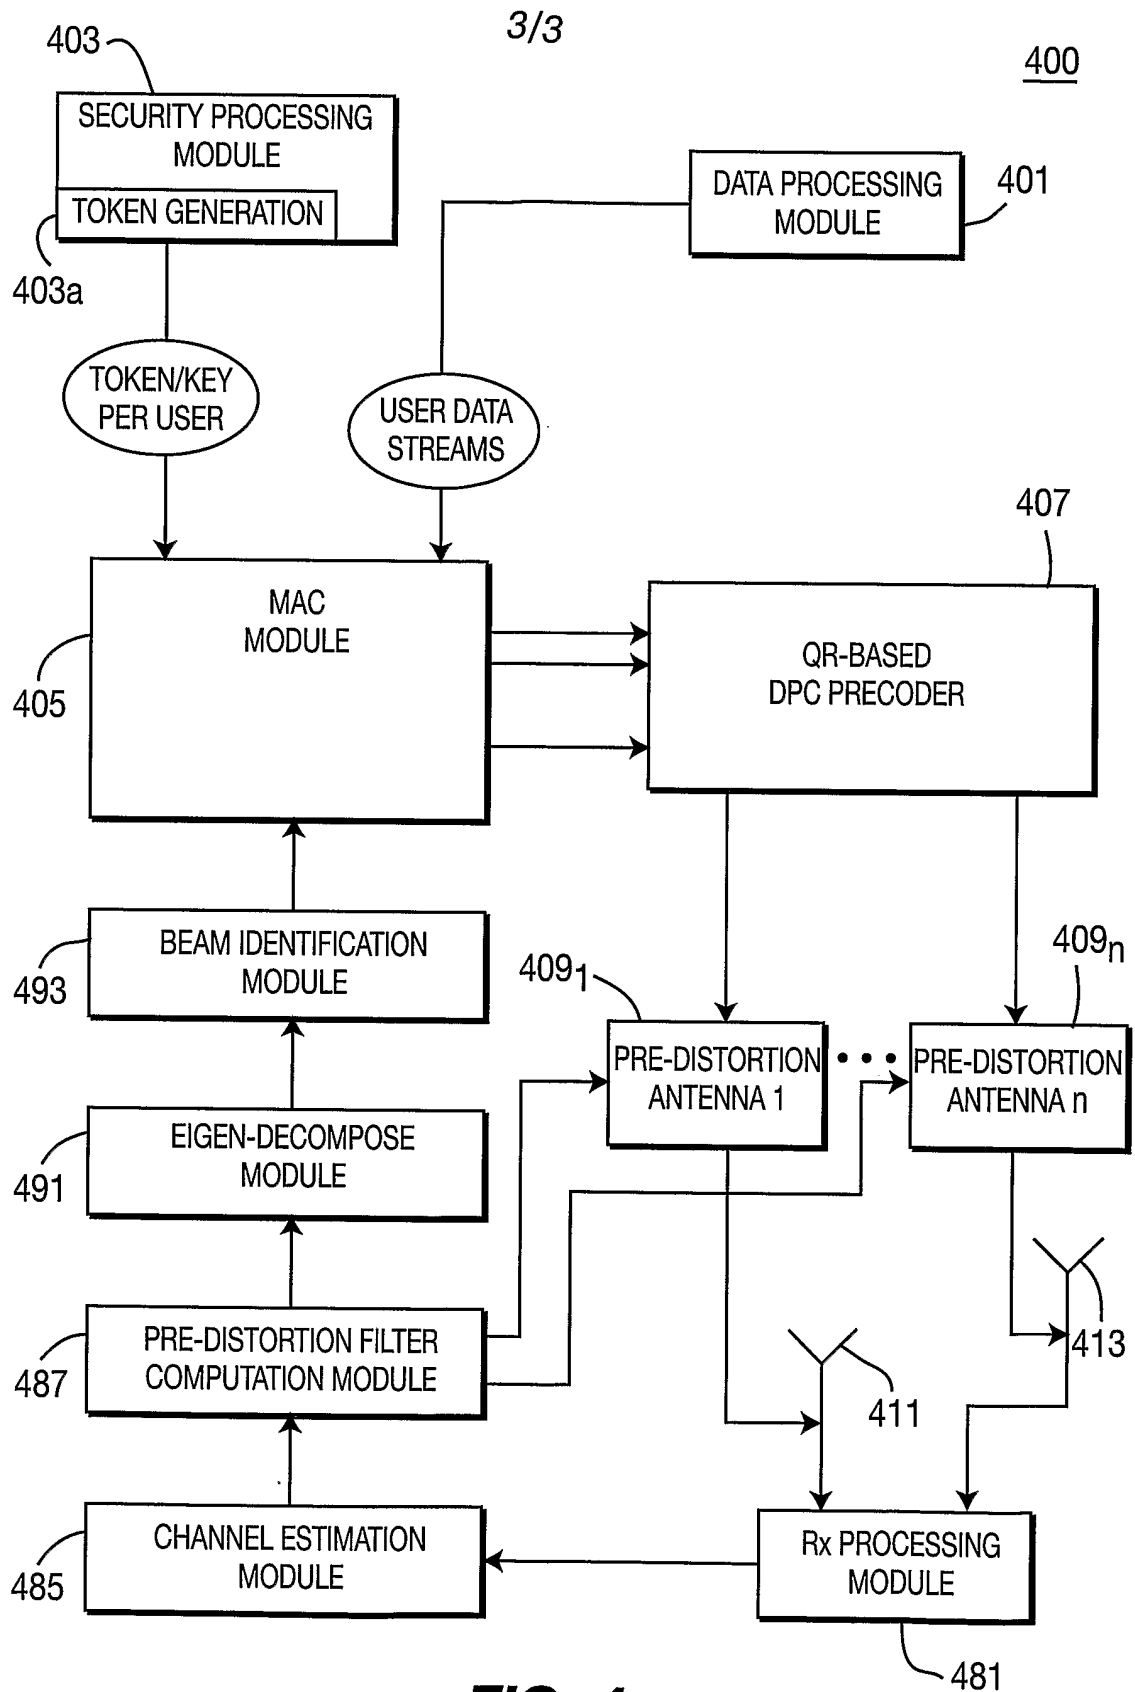 3/3
403
400
SECURITY PROCESSING
MODULE
TOKEN GENERATION
403a
DATA PROCESSING
MODULE
401
TOKEN/KEY
PER USER
USER DATA
STREAMS
407
MAC
MODULE
405
QR-BASED
DPC PRECODER
BEAM IDENTIFICATION
MODULE
493
4091
409n
PRE-DISTORTION
ANTENNA 1
PRE-DISTORTION
ANTENNA n
EIGEN-DECOMPOSE
MODULE
491
PRE-DISTORTION FILTER
COMPUTATION MODULE
487
413
411
CHANNEL ESTIMATION
MODULE
485
Rx PROCESSING
MODULE
481